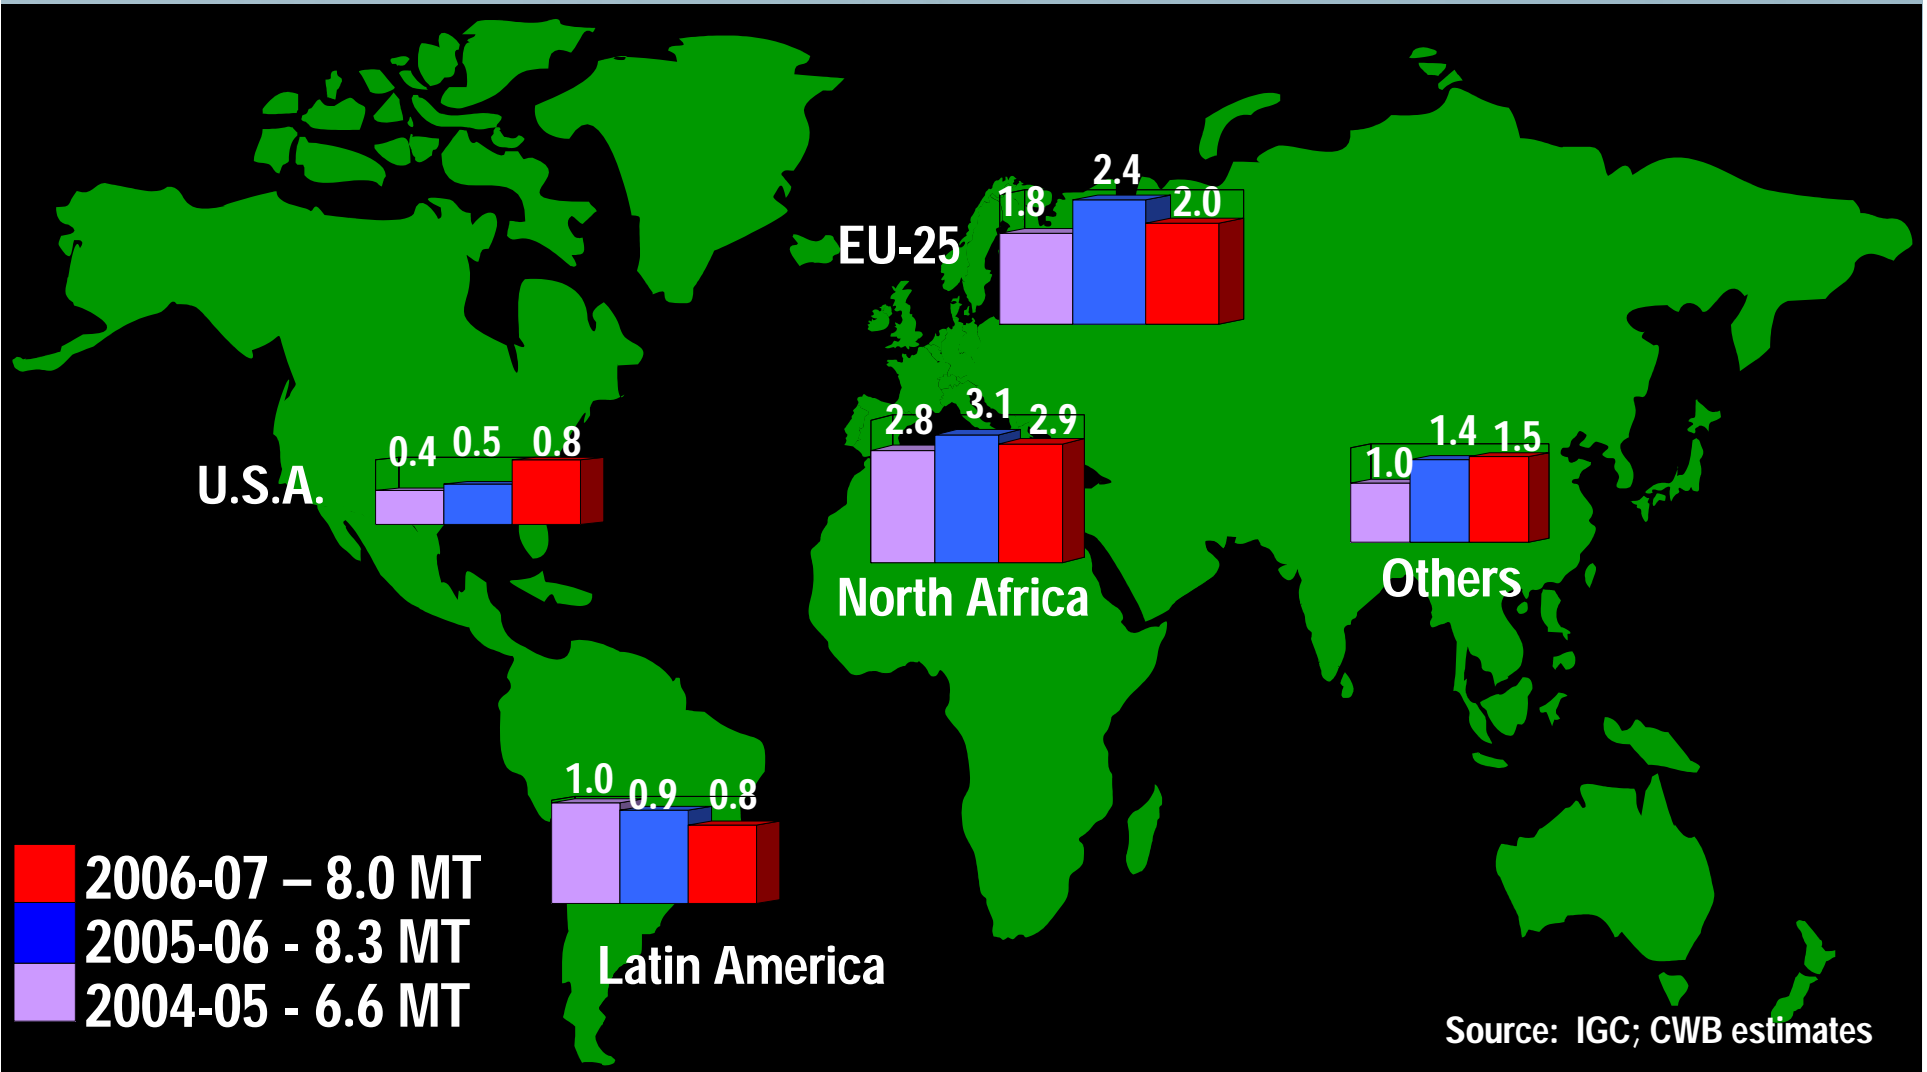 2.4
1.8
2.0
EU-25
3.1
2.8
2.9
0.4
0.5
0.8
U.S.A.
1.4
1.5
1.0
Others
North Africa
1.0
0.9
0.8
Latin America
2006-07 – 8.0 MT
2005-06 - 8.3 MT
2004-05 - 6.6 MT
Source: IGC; CWB estimates